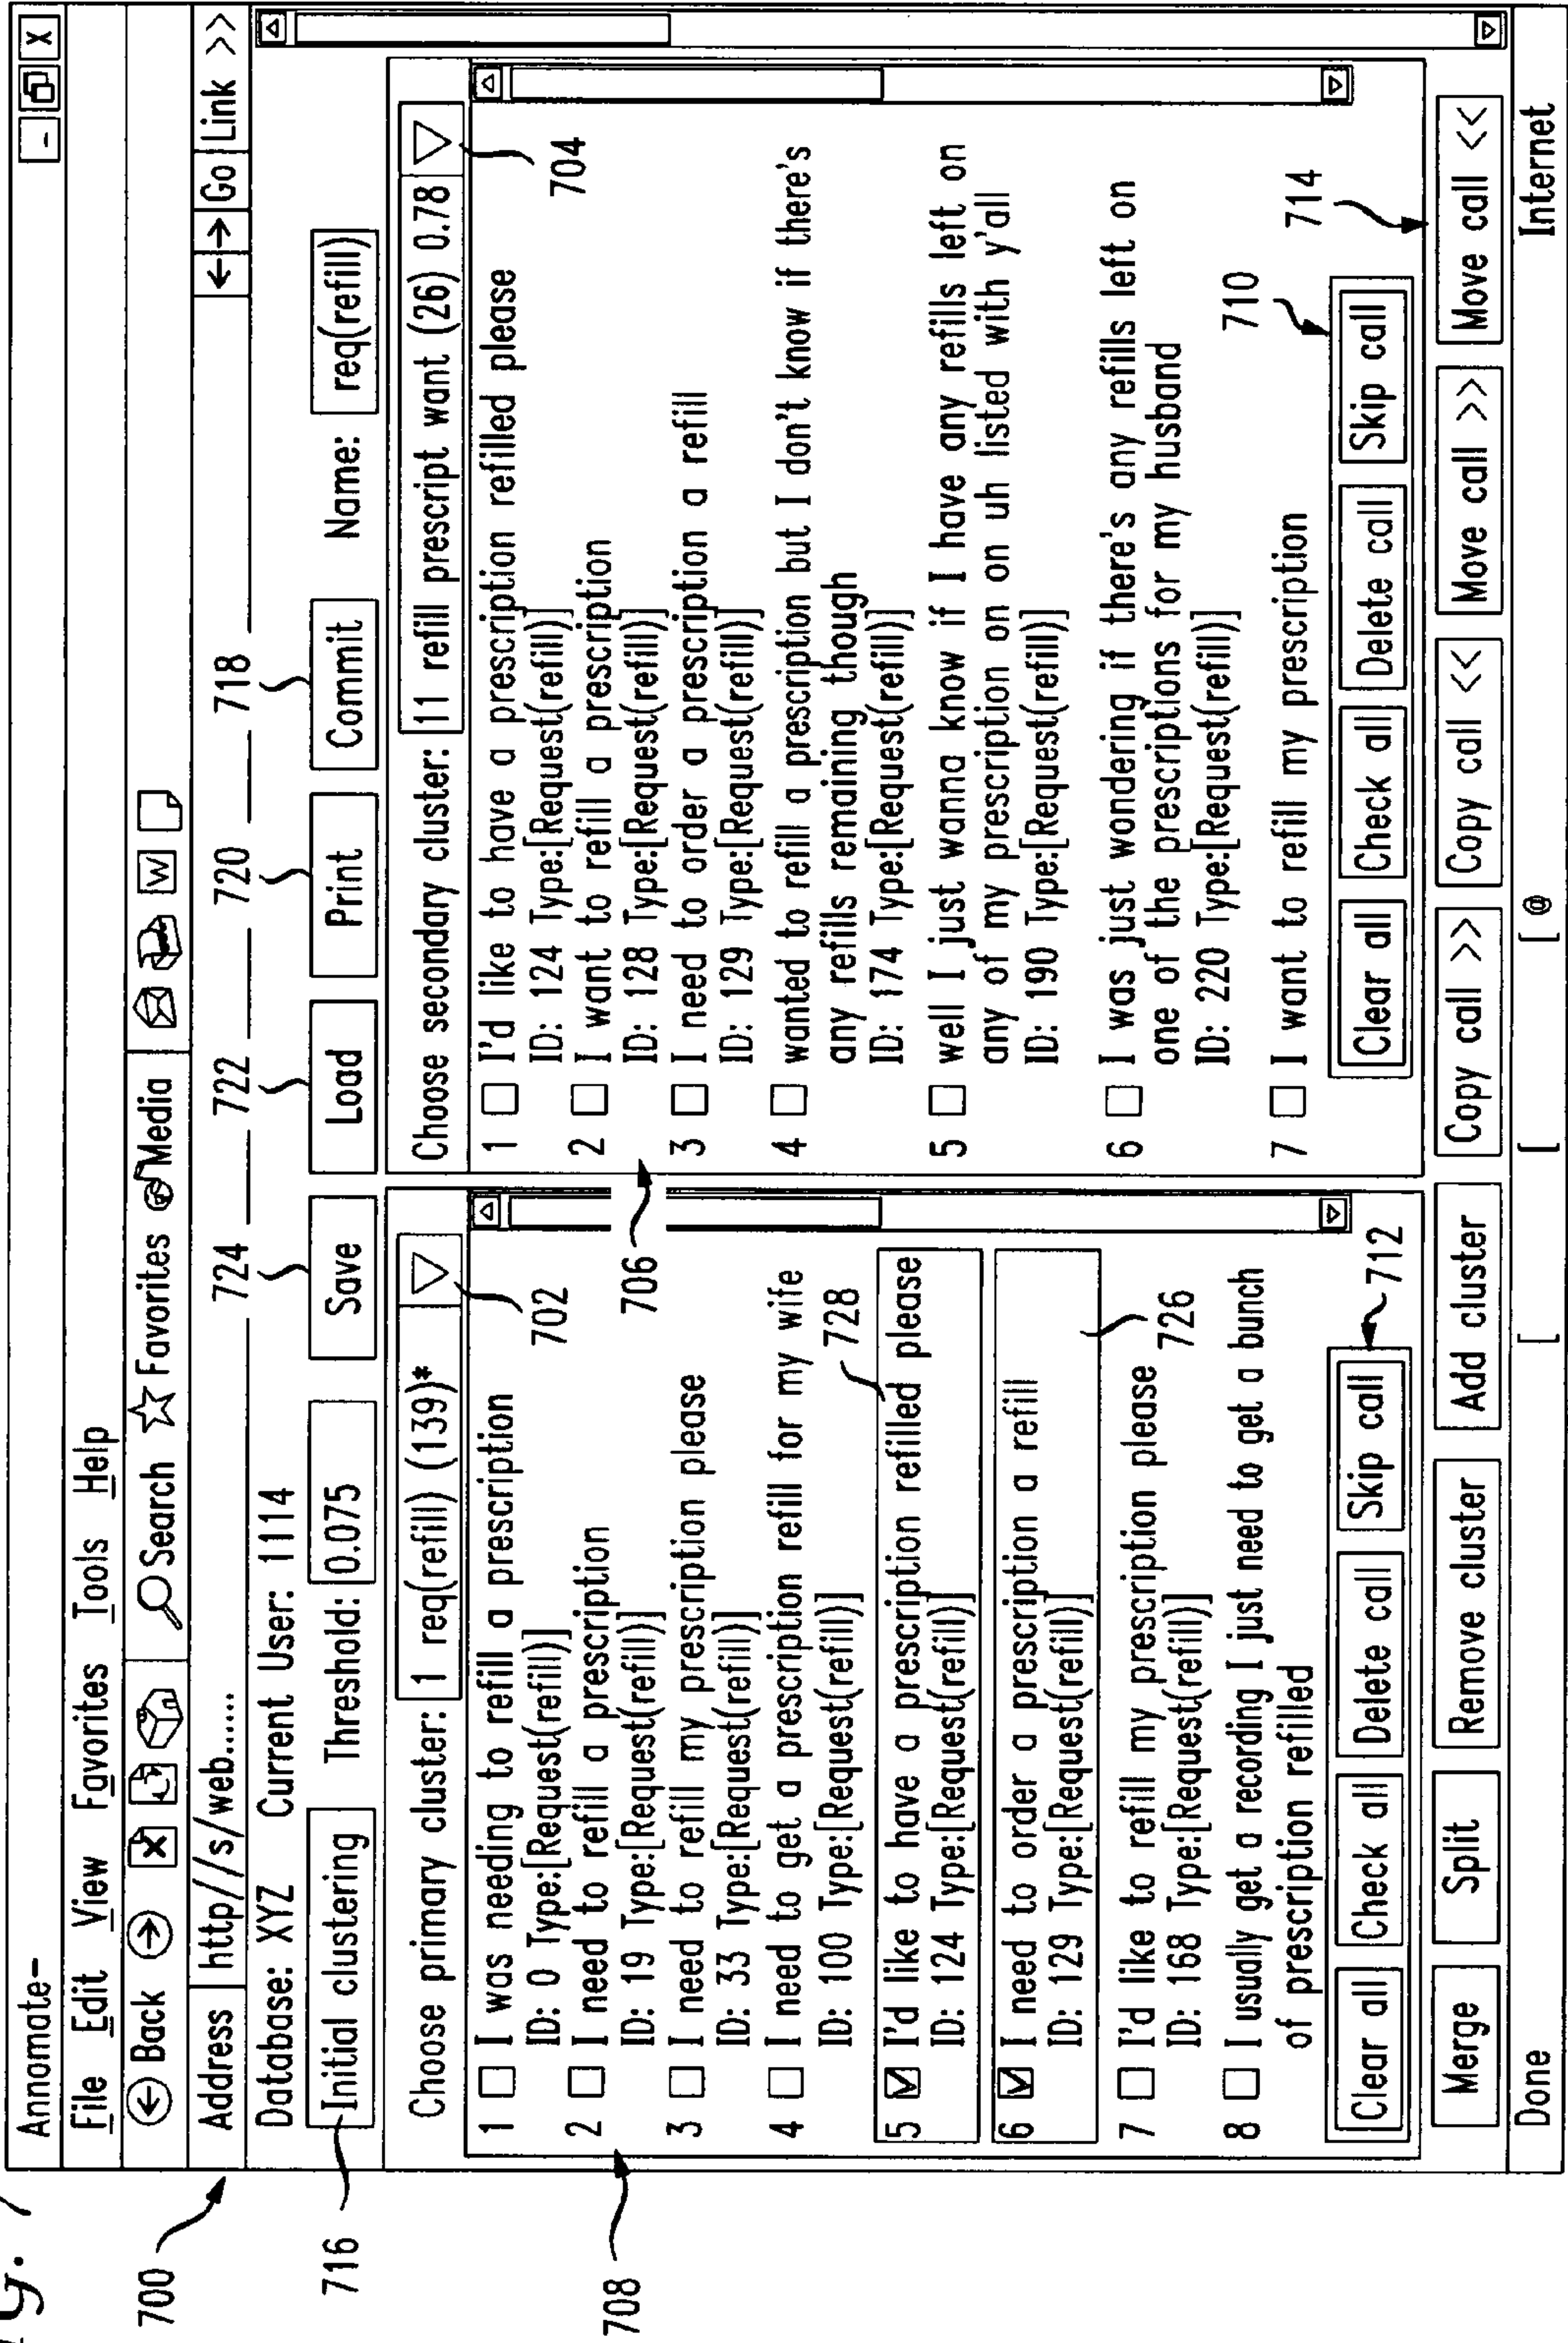 Fig. 7
Annomate-
File Edit View Favorites Tools Help
Back Search Favorites Media W
Address http//s/web...... Go Link >>
700
724 722 720 718
Database: XYZ Current User: 1114
716
Initial clustering Threshold: 0.075 Save Load Print Commit Name: req(refill)
Choose primary cluster: 1 req(refill) (139)*
702
708
1 I was needing to refill a prescription
ID: 0 Type:[Request(refill)]
2 I need to refill a prescription
ID: 19 Type:[Request(refill)]
3 I need to refill my prescription please
ID: 33 Type:[Request(refill)]
4 I need to get a prescription refill for my wife
ID: 100 Type:[Request(refill)]
728
5 I'd like to have a prescription refilled please
ID: 124 Type:[Request(refill)]
6 I need to order a prescription a refill
ID: 129 Type:[Request(refill)]
726
7 I'd like to refill my prescription please
ID: 168 Type:[Request(refill)]
8 I usually get a recording I just need to get a bunch
of prescription refilled
712
Clear all Check all Delete call Skip call
Choose secondary cluster: 11 refill prescript want (26) 0.78
704
706
1 I'd like to have a prescription refilled please
ID: 124 Type:[Request(refill)]
2 I want to refill a prescription
ID: 128 Type:[Request(refill)]
3 I need to order a prescription a refill
ID: 129 Type:[Request(refill)]
4 wanted to refill a prescription but I don't know if there's
any refills remaining though
ID: 174 Type:[Request(refill)]
5 well I just wanna know if I have any refills left on
any of my prescription on on uh listed with y'all
ID: 190 Type:[Request(refill)]
6 I was just wondering if there's any refills left on
one of the prescriptions for my husband
ID: 220 Type:[Request(refill)]
7 I want to refill my prescription
710
714
Clear all Check all Delete call Skip call
Merge Split Remove cluster Add cluster Copy call >> Copy call << Move call >> Move call <<
Done [ [ [ @ Internet